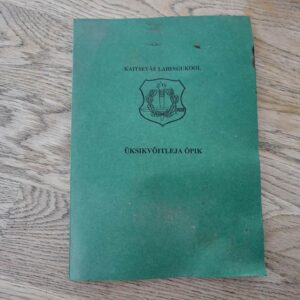 KAITSEVÄE LAHINGUKOOL
ÜKSIKVÕITLEJA ÕPIK